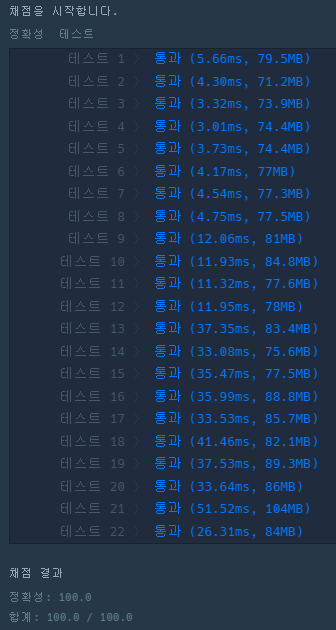 채점을 시작합니다.
정확성 테스트
테스트 1 〉 통과 (5.66ms, 79.5MB)
테스트 2 〉 통과 (4.30ms, 71.2MB)
테스트 3 〉 통과 (3.32ms, 73.9MB)
테스트 4 〉 통과 (3.01ms, 74.4MB)
테스트 5 〉 통과 (3.73ms, 74.4MB)
테스트 6 〉 통과 (4.17ms, 77MB)
테스트 7 〉 통과 (4.54ms, 77.3MB)
테스트 8 〉 통과 (4.75ms, 77.5MB)
테스트 9 〉 통과 (12.06ms, 81MB)
테스트 10 〉 통과 (11.93ms, 84.8MB)
테스트 11 〉 통과 (11.32ms, 77.6MB)
테스트 12 〉 통과 (11.95ms, 78MB)
테스트 13 〉 통과 (37.35ms, 83.4MB)
테스트 14 〉 통과 (33.08ms, 75.6MB)
테스트 15 〉 통과 (35.47ms, 77.5MB)
테스트 16 〉 통과 (35.99ms, 88.8MB)
테스트 17 〉 통과 (33.53ms, 85.7MB)
테스트 18 〉 통과 (41.46ms, 82.1MB)
테스트 19 〉 통과 (37.53ms, 89.3MB)
테스트 20 〉 통과 (33.64ms, 86MB)
테스트 21 〉 통과 (51.52ms, 104MB)
테스트 22 〉 통과 (26.31ms, 84MB)
채점 결과
정확성: 100.0
합계: 100.0 / 100.0